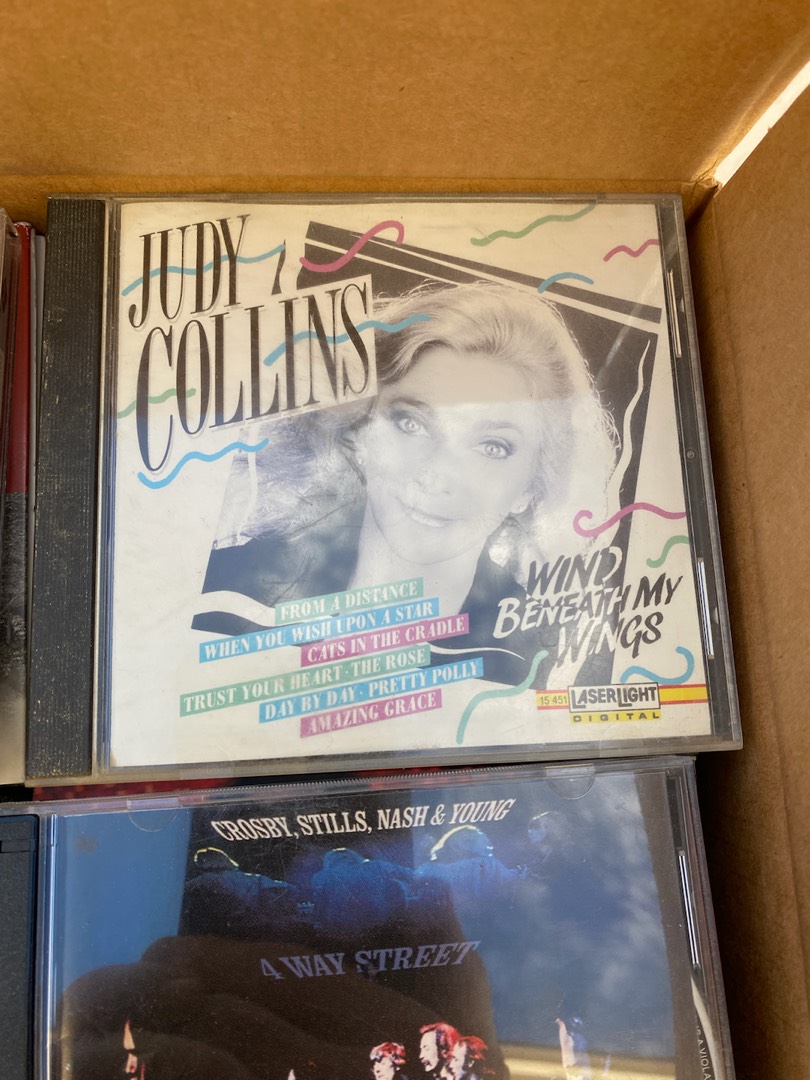 JUDY
COLLINS
FROM A DISTANCE
WHEN YOU WISH UPON A STAR
CATS IN THE CRADLE
TRUST YOUR HEART · THE ROSE
DAY BY DAY · PRETTY POLLY
AMAZING GRACE
WIND
BENEATH MY
WINGS
15 451 LASERLIGHT
DIGITAL
CROSBY, STILLS, NASH & YOUNG
4 WAY STREET